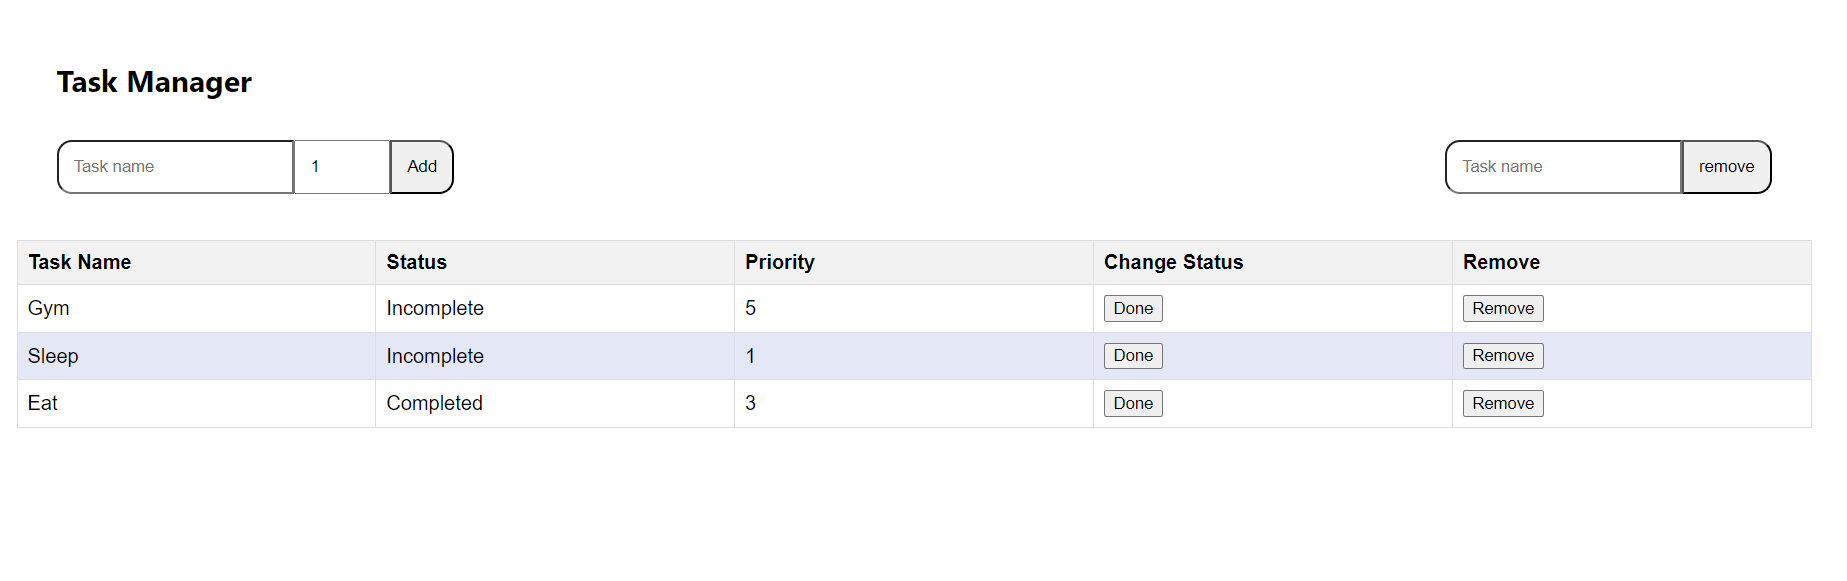 Task Manager
Task name 1 Add Task name remove
Task Name Status Priority Change Status Remove
Gym Incomplete 5 Done Remove
Sleep Incomplete 1 Done Remove
Eat Completed 3 Done Remove